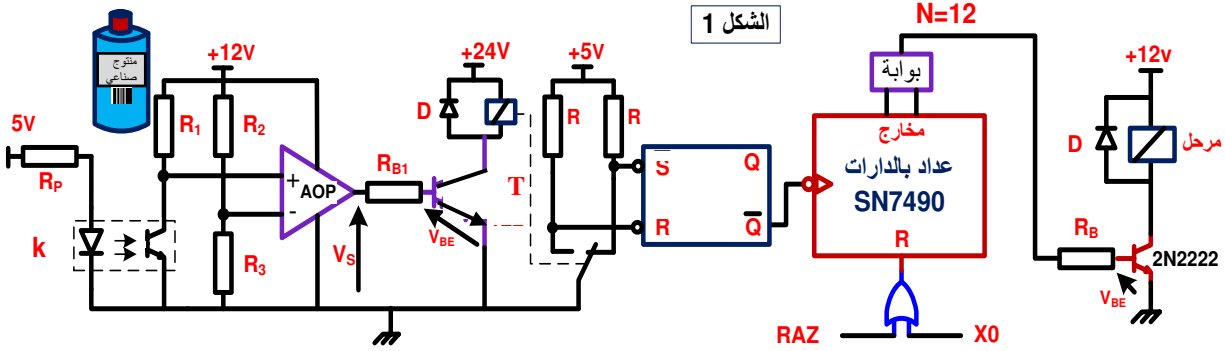 الشكل 1
منتوج
صناعي
5V
RP
k
+12V
R1
R2
R3
+
-
AOP
VS
RB1
VBE
+24V
D
T
+5V
R
R
S
R
Q
Q
N=12
بوابة
مخارج
عداد بالدارات
SN7490
R
RAZ
X0
+12v
D
مرحل
RB
VBE
2N2222